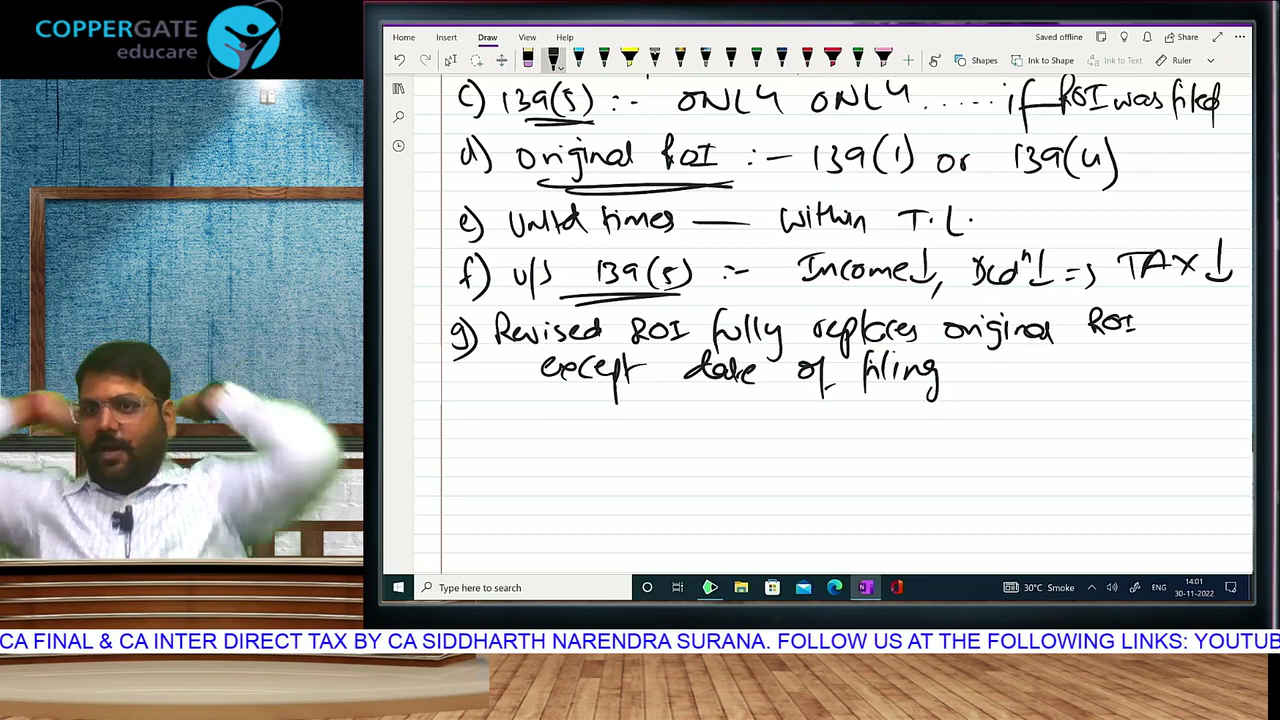 COPPERGATE
educare
Home Insert Draw View Help
Saved offline
Share
Shapes Ink to Shape Ink to Text Ruler
c) 139(5) :- ONLY ONLY ..... if ROI was filed
d) Original ROI :- 139(1) or 139(4)
e) Unltd times — within T.L.
f) u/s 139(5) :- Income↓, Dedⁿ↓ => TAX↓
g) Revised ROI fully replaces original ROI
except date of filing
Type here to search
30°C Smoke
ENG
14:01
30-11-2022
CA FINAL & CA INTER DIRECT TAX BY CA SIDDHARTH NARENDRA SURANA. FOLLOW US AT THE FOLLOWING LINKS: YOUTUB